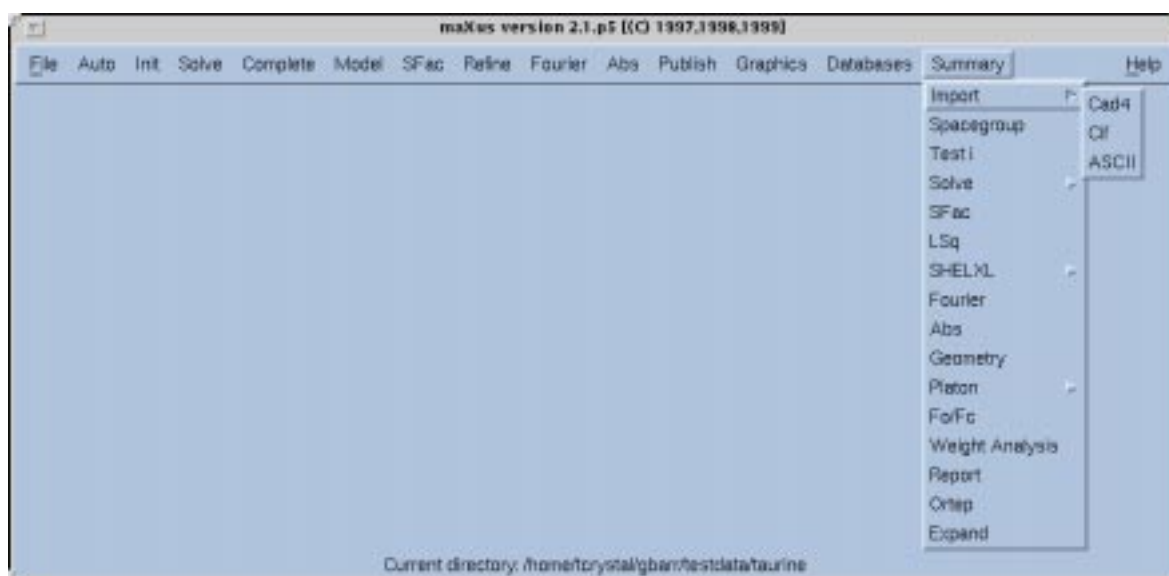 maXus version 2.1.p5 [(C) 1997,1998,1999]
File Auto Init Solve Complete Model SFac Refine Fourier Abs Publish Graphics Databases Summary Help
Import
Cad4
Spacegroup
Cif
Testi
ASCII
Solve
SFac
LSq
SHELXL
Fourier
Abs
Geometry
Platon
Fo/Fc
Weight Analysis
Report
Ortep
Expand
Current directory: /home/tcrystal/gbarr/testdata/taurine